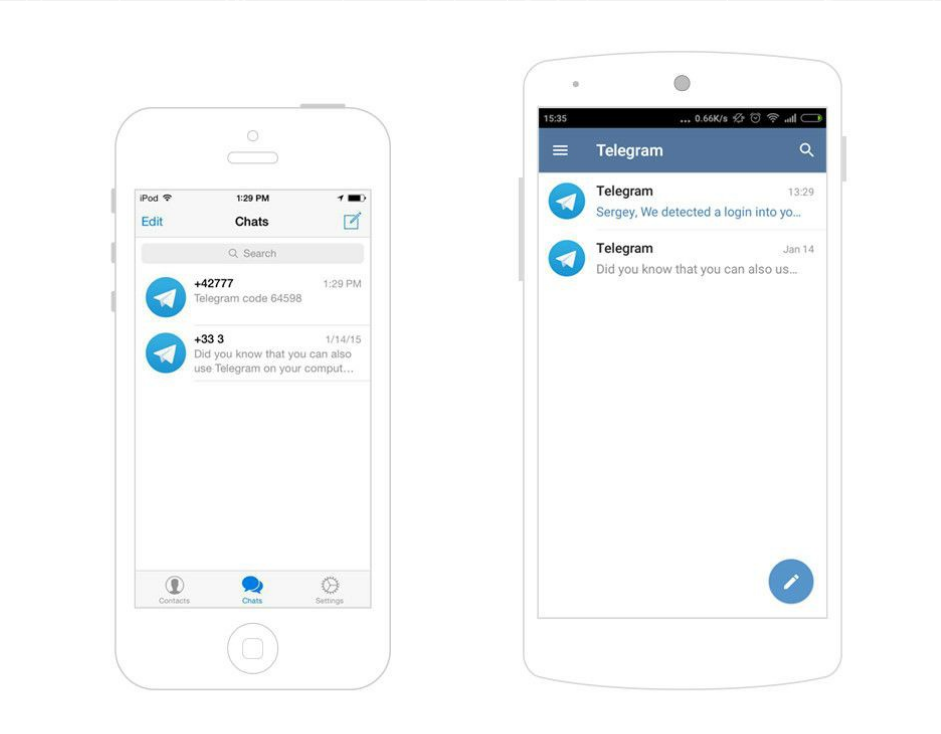 iPod 1:29 PM
Edit Chats
Search
+42777 1:29 PM
Telegram code 64598
+33 3 1/14/15
Did you know that you can also
use Telegram on your comput...
Contacts Chats Settings
15:35 ... 0.66K/s
Telegram
Telegram 13:29
Sergey, We detected a login into yo...
Telegram Jan 14
Did you know that you can also us...